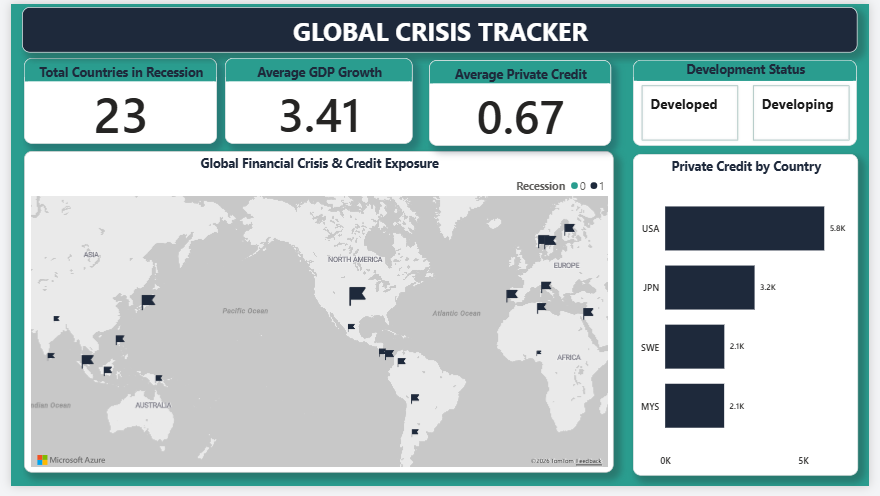 GLOBAL CRISIS TRACKER
Total Countries in Recession
23
Average GDP Growth
3.41
Average Private Credit
0.67
Development Status
Developed
Developing
Global Financial Crisis & Credit Exposure
Recession 0 1
ASIA
NORTH AMERICA
EUROPE
Pacific Ocean
Atlantic Ocean
AFRICA
ndian Ocean
AUSTRALIA
Microsoft Azure
©2026 TomTom Feedback
Private Credit by Country
USA 5.8K
JPN 3.2K
SWE 2.1K
MYS 2.1K
0K 5K